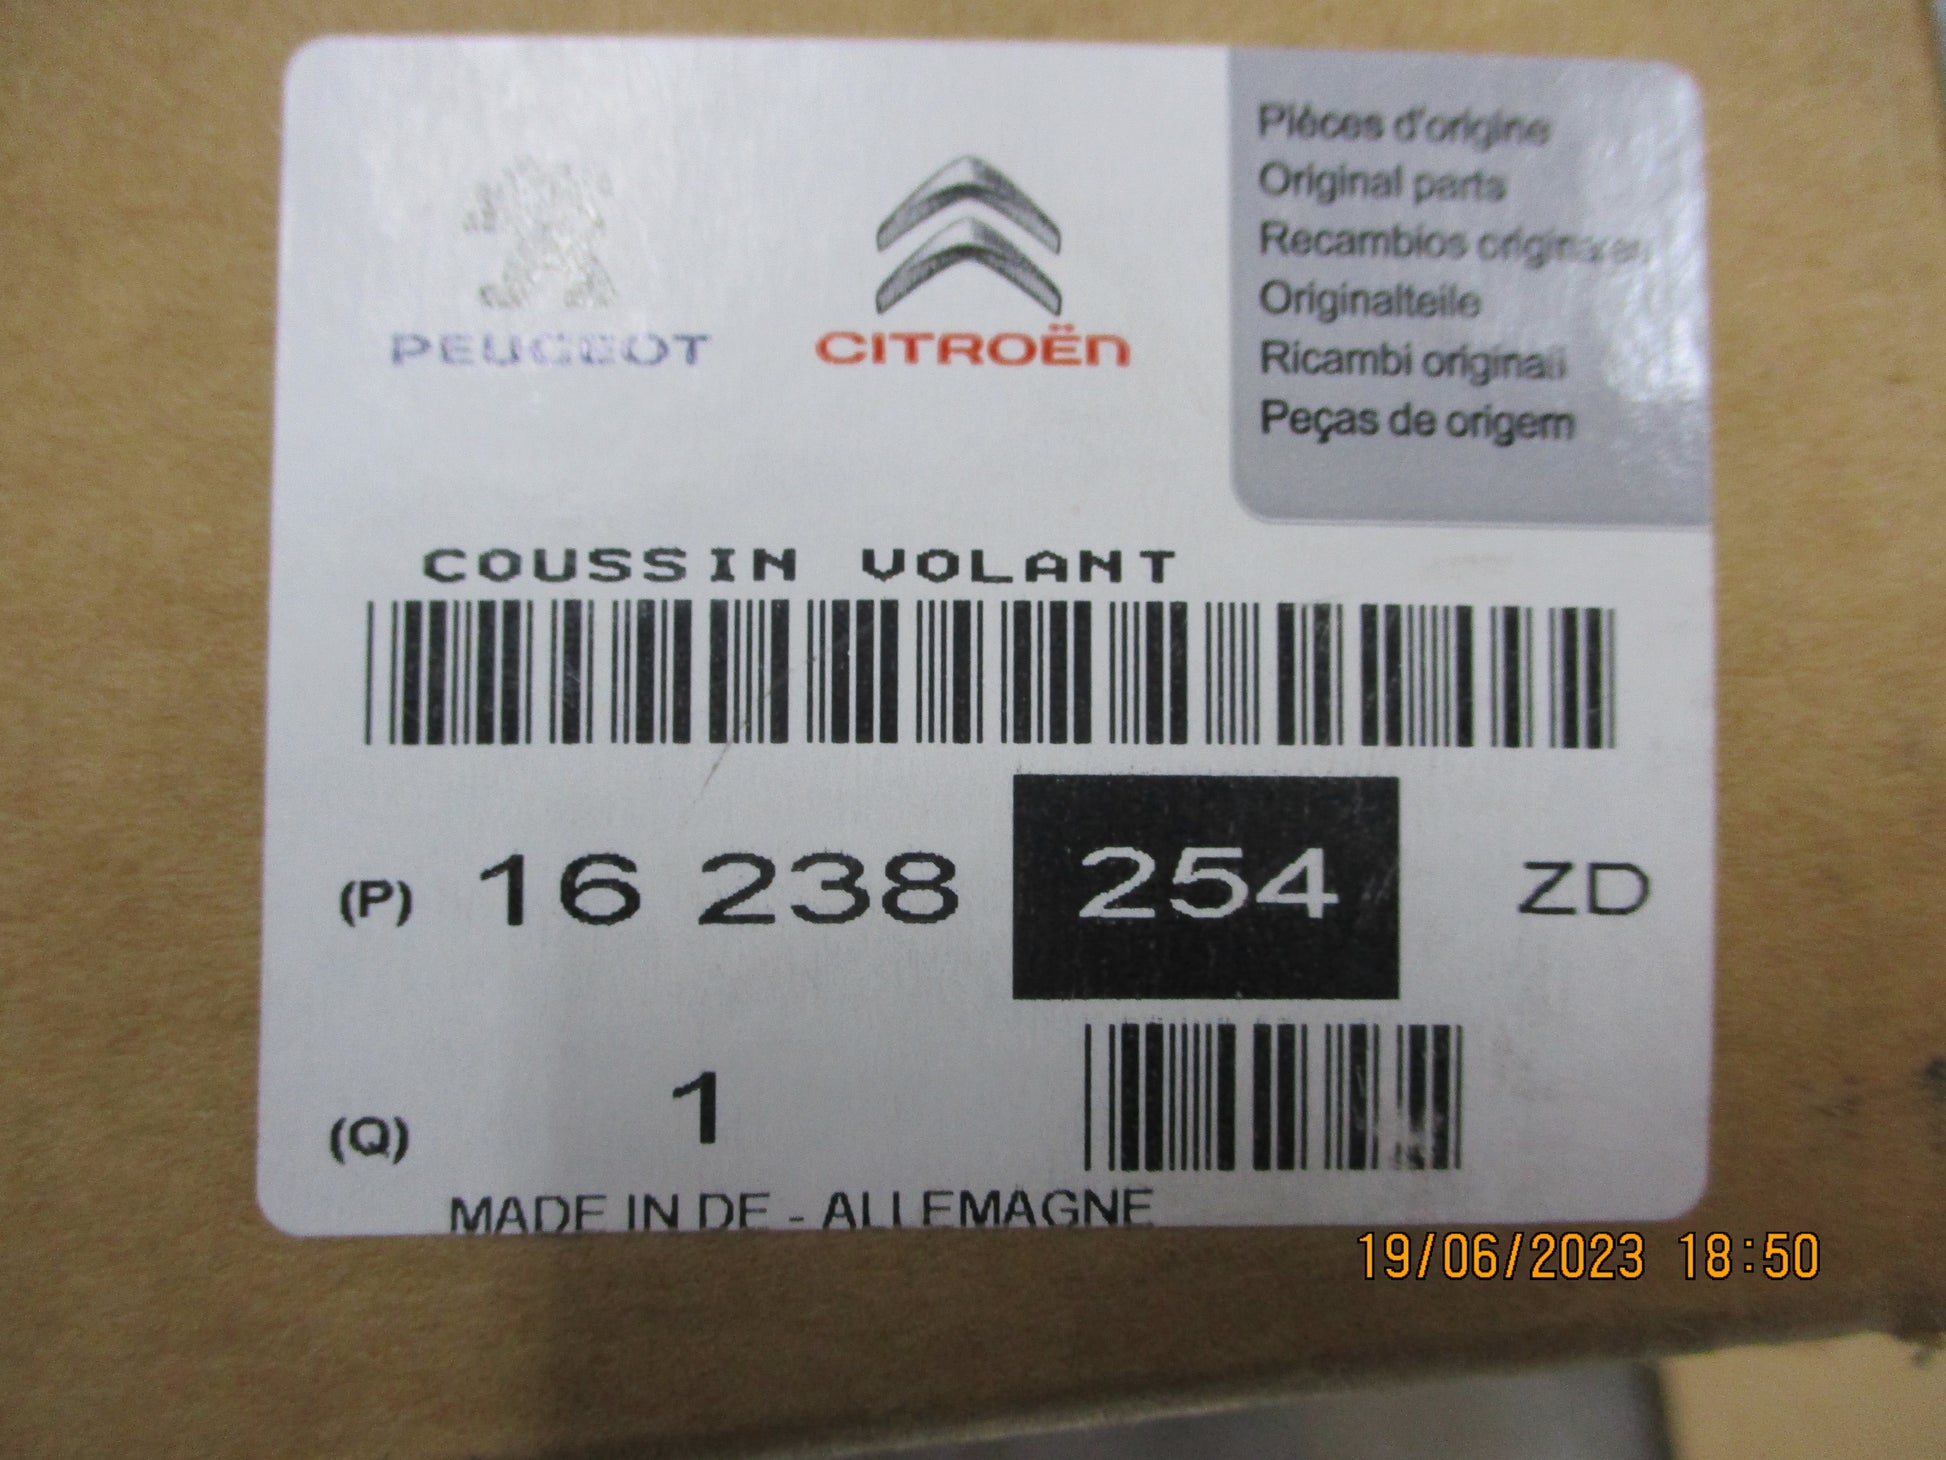 PEUGEOT
CITROËN
Pièces d'origine
Original parts
Recambios originales
Originalteile
Ricambi originali
Peças de origem
COUSSIN VOLANT
(P) 16 238 254 ZD
(Q) 1
MADE IN DE - ALLEMAGNE
19/06/2023 18:50